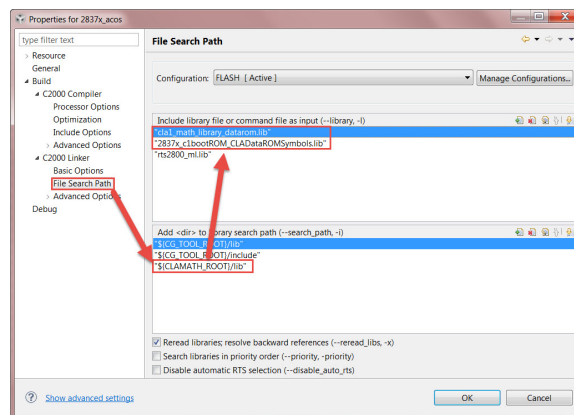 Properties for 2837x_acos
type filter text
File Search Path
Resource
General
Build
C2000 Compiler
Processor Options
Optimization
Include Options
Advanced Options
C2000 Linker
Basic Options
File Search Path
Advanced Options
Debug
Configuration: FLASH [ Active ]
Manage Configurations...
Include library file or command file as input (--library, -l)
"cla1_math_library_datarom.lib"
"2837x_c1bootROM_CLADataROMSymbols.lib"
"rts2800_ml.lib"
Add <dir> to library search path (--search_path, -i)
"${CG_TOOL_ROOT}/lib"
"${CG_TOOL_ROOT}/include"
"${CLAMATH_ROOT}/lib"
Reread libraries; resolve backward references (--reread_libs, -x)
Search libraries in priority order (--priority, -priority)
Disable automatic RTS selection (--disable_auto_rts)
Show advanced settings
OK
Cancel